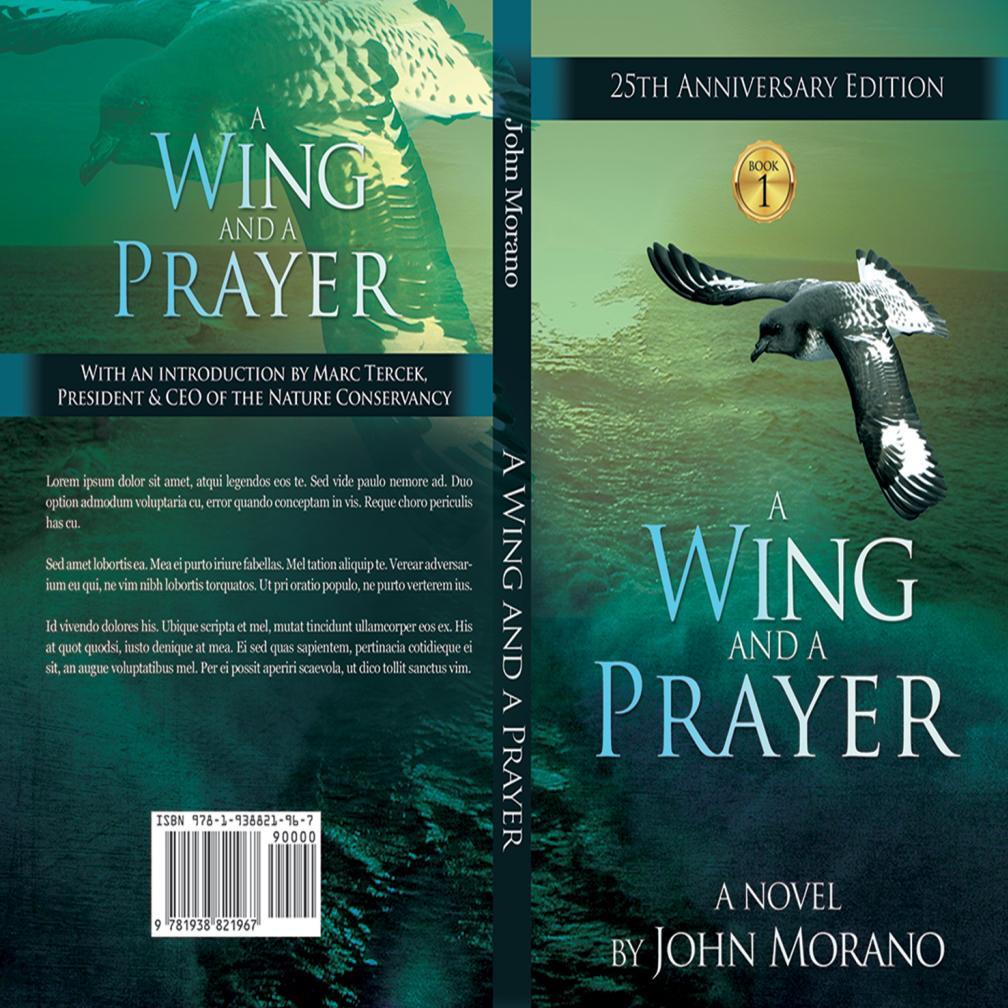 A
WING
AND A
PRAYER
WITH AN INTRODUCTION BY MARC TERCEK,
PRESIDENT & CEO OF THE NATURE CONSERVANCY
Lorem ipsum dolor sit amet, atqui legendos eos te. Sed vide paulo nemore ad. Duo
option admodum voluptaria cu, error quando conceptam in vis. Reque choro periculis
has cu.
Sed amet lobortis ea. Mea ei purto iriure fabellas. Mel tation aliquip te. Verear adversar-
ium eu qui, ne vim nibh lobortis torquatos. Ut pri oratio populo, ne purto verterem ius.
Id vivendo dolores his. Ubique scripta et mel, mutat tincidunt ullamcorper eos ex. His
at quot quodsi, iusto denique at mea. Ei sed quas sapientem, pertinacia cotidieque ei
sit, an augue voluptatibus mel. Per ei possit aperiri scaevola, ut dico tollit sanctus vim.
ISBN 978-1-938821-96-7
90000
9 781938 821967
John Morano
A WING AND A PRAYER
25TH ANNIVERSARY EDITION
BOOK
1
A
WING
AND A
PRAYER
A NOVEL
BY JOHN MORANO